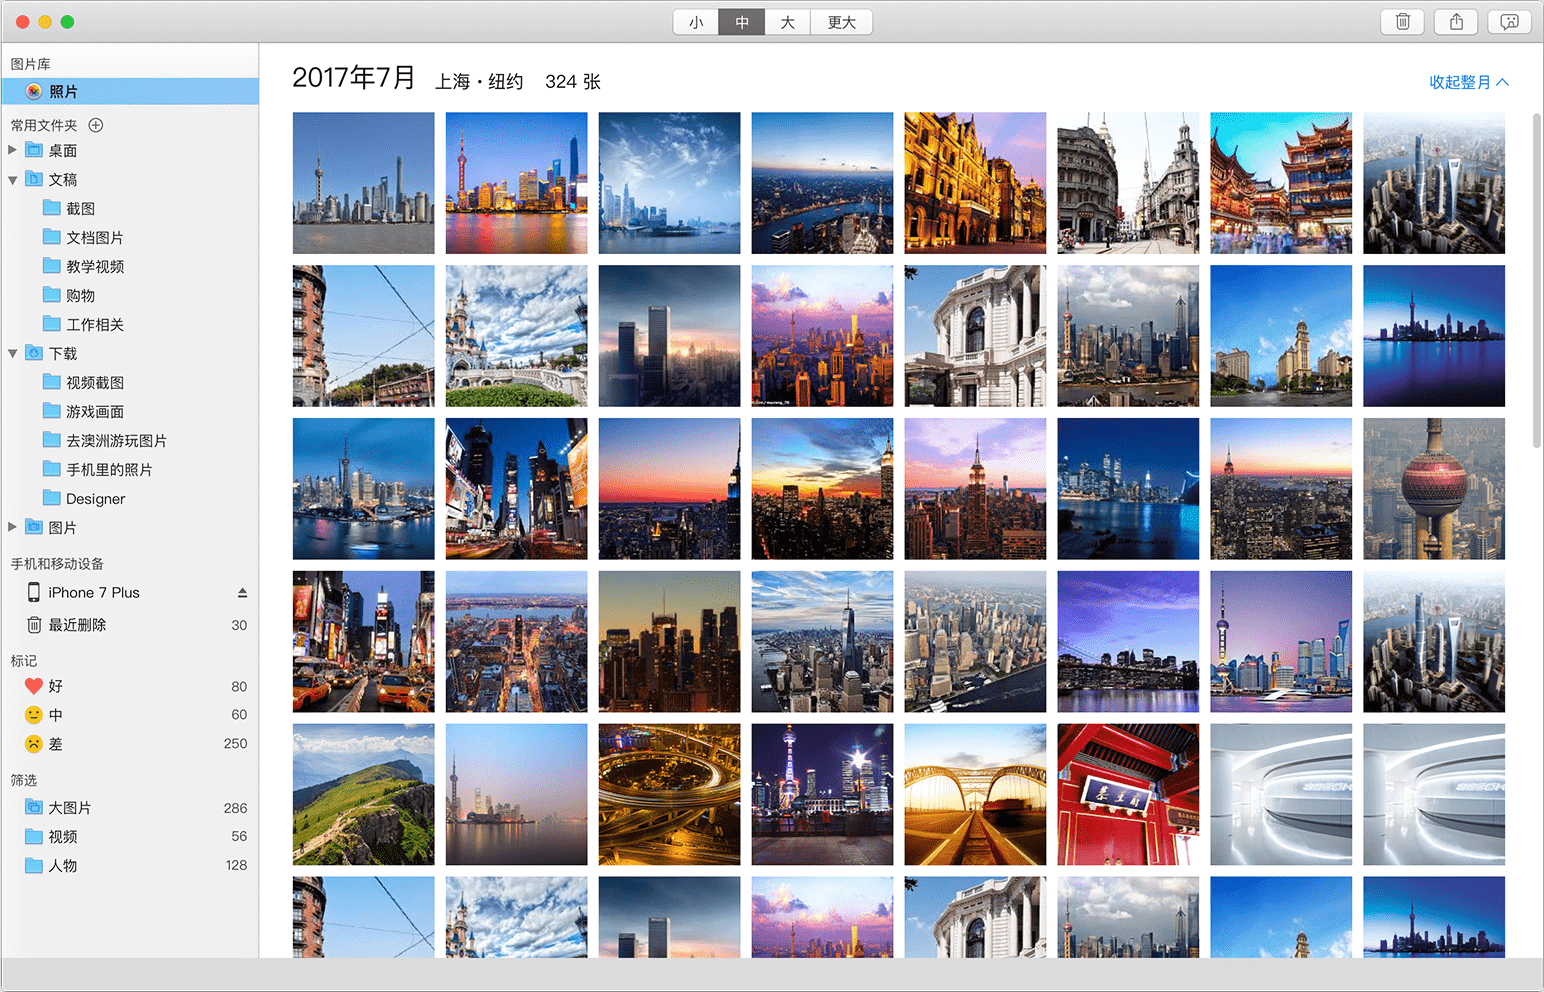 小 中 大 更大
图片库
照片
常用文件夹
桌面
文稿
截图
文档图片
教学视频
购物
工作相关
下载
视频截图
游戏画面
去澳洲游玩图片
手机里的照片
Designer
图片
手机和移动设备
iPhone 7 Plus
最近删除 30
标记
好 80
中 60
差 250
筛选
大图片 286
视频 56
人物 128
2017年7月 上海·纽约 324 张
收起整月